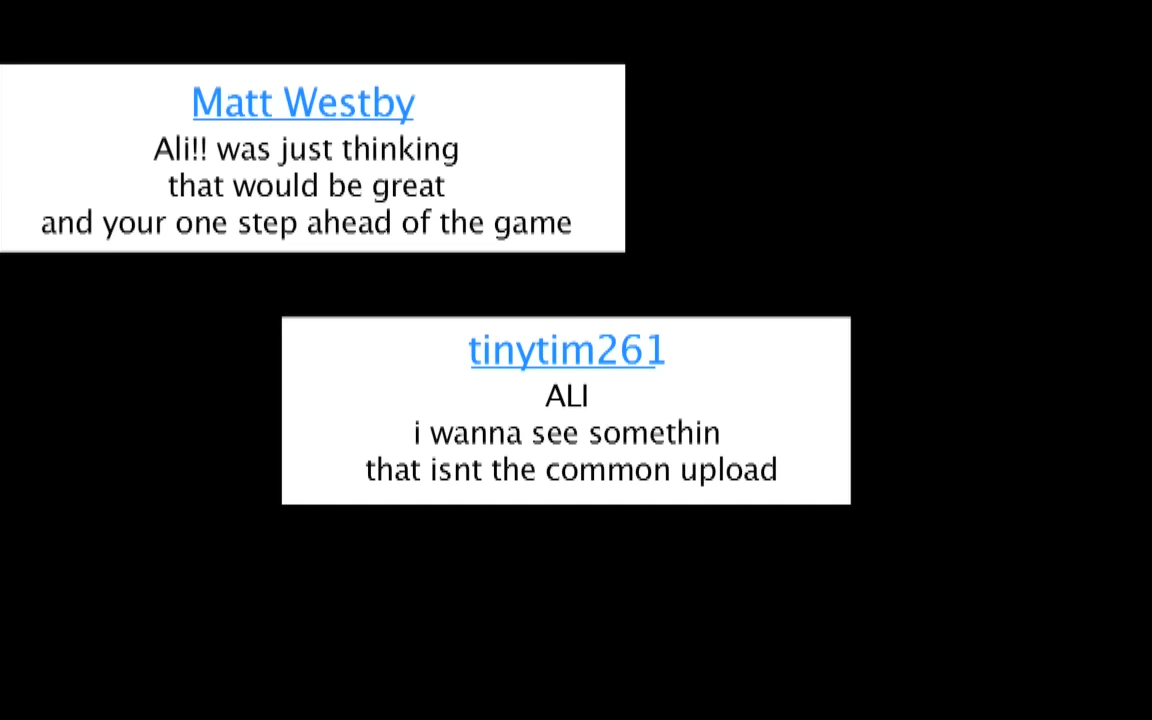 Matt Westby
Ali!! was just thinking
that would be great
and your one step ahead of the game
tinytim261
ALI
i wanna see somethin
that isnt the common upload